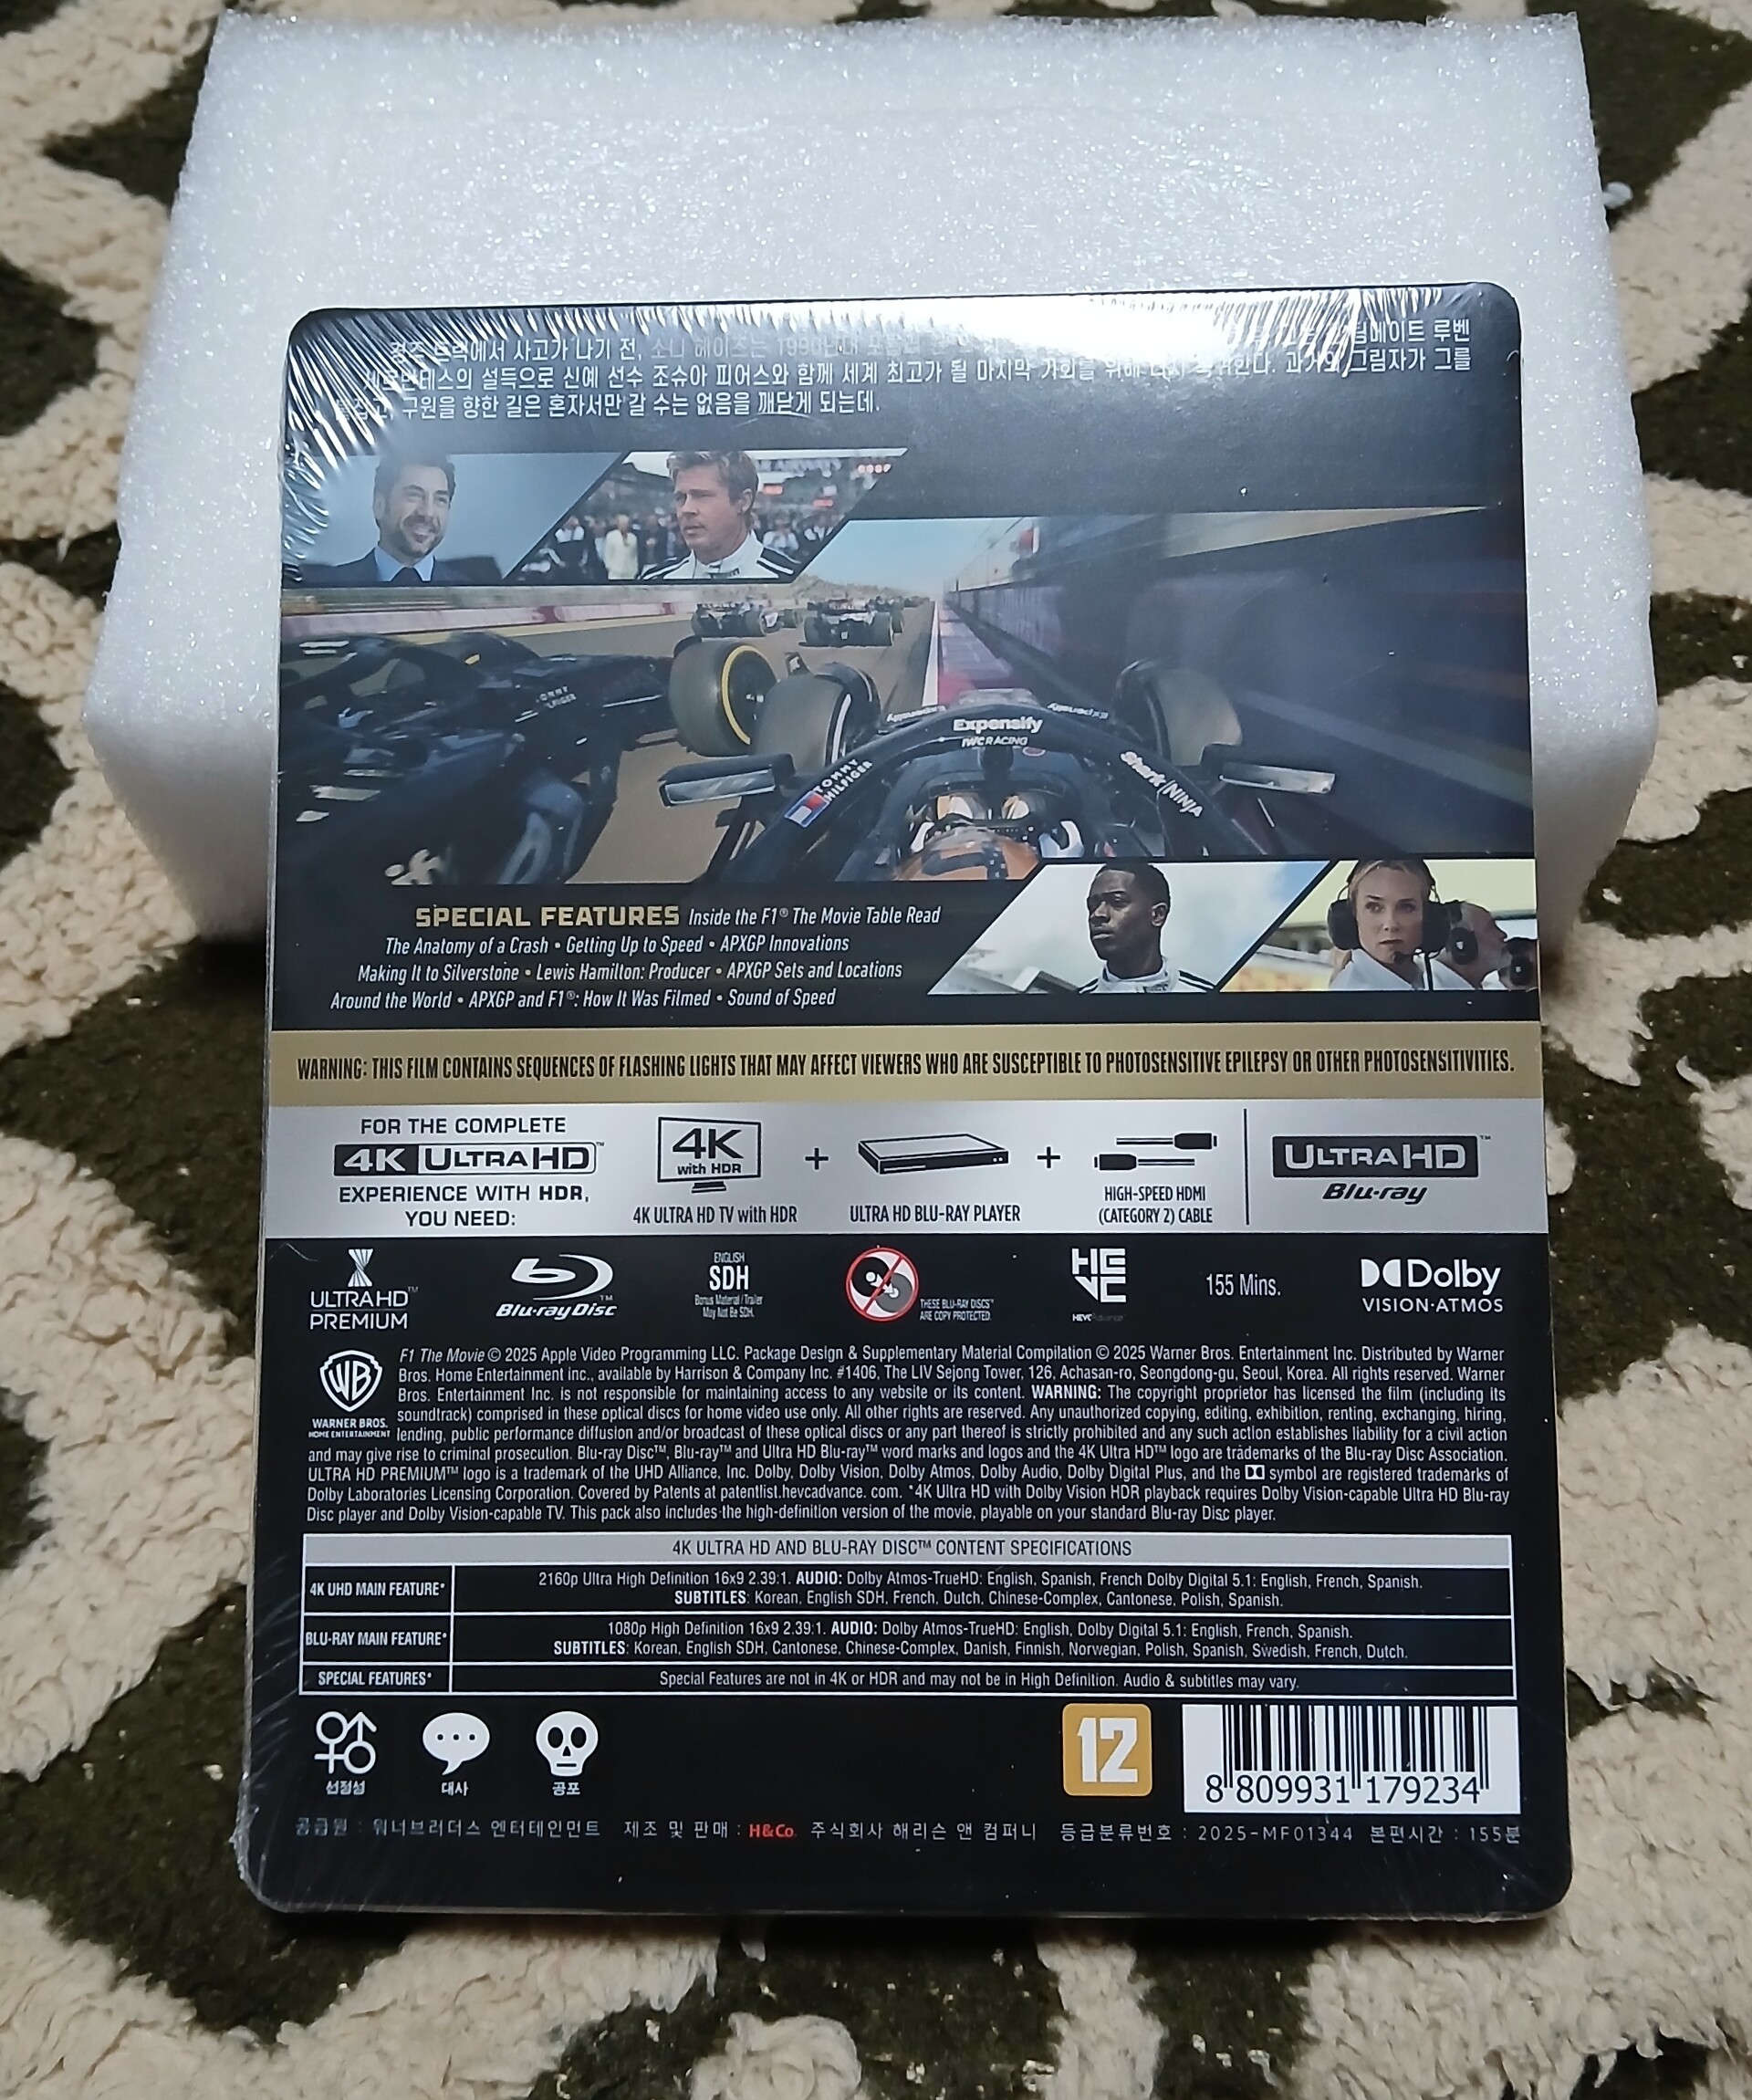 경주 트랙에서 사고가 나기 전, 소니 헤이즈는 1990년대 팀메이트 루벤
세르반테스의 설득으로 신예 선수 조슈아 피어스와 함께 세계 최고가 될 마지막 기회를 위해 다시 복귀한다. 과거의 그림자가 그를
구원을 향한 길은 혼자서만 갈 수는 없음을 깨닫게 되는데.
TOMMY
HILFIGER
Expensify
Expensify
Expensify
IWC RACING
TOMMY
HILFIGER
Shark NINJA
SPECIAL FEATURES Inside the F1® The Movie Table Read
The Anatomy of a Crash • Getting Up to Speed • APXGP Innovations
Making It to Silverstone • Lewis Hamilton: Producer • APXGP Sets and Locations
Around the World • APXGP and F1®: How It Was Filmed • Sound of Speed
WARNING: THIS FILM CONTAINS SEQUENCES OF FLASHING LIGHTS THAT MAY AFFECT VIEWERS WHO ARE SUSCEPTIBLE TO PHOTOSENSITIVE EPILEPSY OR OTHER PHOTOSENSITIVITIES.
FOR THE COMPLETE
4K ULTRA HD™
EXPERIENCE WITH HDR,
YOU NEED:
4K
with HDR
4K ULTRA HD TV with HDR
+
ULTRA HD BLU-RAY PLAYER
+
HIGH-SPEED HDMI
(CATEGORY 2) CABLE
ULTRA HD™
Blu-ray
ULTRA HD™
PREMIUM
Blu-ray Disc™
ENGLISH
SDH
Bonus Material/Trailer
May Not Be SDH.
THESE BLU-RAY DISCS™
ARE COPY PROTECTED.
HEVC
HEVC Advance™
155 Mins.
Dolby
VISION·ATMOS
WB
WARNER BROS.
HOME ENTERTAINMENT
F1 The Movie © 2025 Apple Video Programming LLC. Package Design & Supplementary Material Compilation © 2025 Warner Bros. Entertainment Inc. Distributed by Warner
Bros. Home Entertainment inc., available by Harrison & Company Inc. #1406, The LIV Sejong Tower, 126, Achasan-ro, Seongdong-gu, Seoul, Korea. All rights reserved. Warner
Bros. Entertainment Inc. is not responsible for maintaining access to any website or its content. WARNING: The copyright proprietor has licensed the film (including its
soundtrack) comprised in these optical discs for home video use only. All other rights are reserved. Any unauthorized copying, editing, exhibition, renting, exchanging, hiring,
lending, public performance diffusion and/or broadcast of these optical discs or any part thereof is strictly prohibited and any such action establishes liability for a civil action
and may give rise to criminal prosecution. Blu-ray Disc™, Blu-ray™ and Ultra HD Blu-ray™ word marks and logos and the 4K Ultra HD™ logo are trademarks of the Blu-ray Disc Association.
ULTRA HD PREMIUM™ logo is a trademark of the UHD Alliance, Inc. Dolby, Dolby Vision, Dolby Atmos, Dolby Audio, Dolby Digital Plus, and the symbol are registered trademarks of
Dolby Laboratories Licensing Corporation. Covered by Patents at patentlist.hevcadvance. com. *4K Ultra HD with Dolby Vision HDR playback requires Dolby Vision-capable Ultra HD Blu-ray
Disc player and Dolby Vision-capable TV. This pack also includes the high-definition version of the movie, playable on your standard Blu-ray Disc player.
4K ULTRA HD AND BLU-RAY DISC™ CONTENT SPECIFICATIONS
4K UHD MAIN FEATURE*
2160p Ultra High Definition 16x9 2.39:1. AUDIO: Dolby Atmos-TrueHD: English, Spanish, French Dolby Digital 5.1: English, French, Spanish.
SUBTITLES: Korean, English SDH, French, Dutch, Chinese-Complex, Cantonese, Polish, Spanish.
BLU-RAY MAIN FEATURE*
1080p High Definition 16x9 2.39:1. AUDIO: Dolby Atmos-TrueHD: English, Dolby Digital 5.1: English, French, Spanish.
SUBTITLES: Korean, English SDH, Cantonese, Chinese-Complex, Danish, Finnish, Norwegian, Polish, Spanish, Swedish, French, Dutch.
SPECIAL FEATURES*
Special Features are not in 4K or HDR and may not be in High Definition. Audio & subtitles may vary.
선정성
대사
공포
12
8 809931 179234
공급원 : 워너브러더스 엔터테인먼트 제조 및 판매 : H&Co. 주식회사 해리슨 앤 컴퍼니 등급분류번호 : 2025-MF01344 본편시간 : 155분